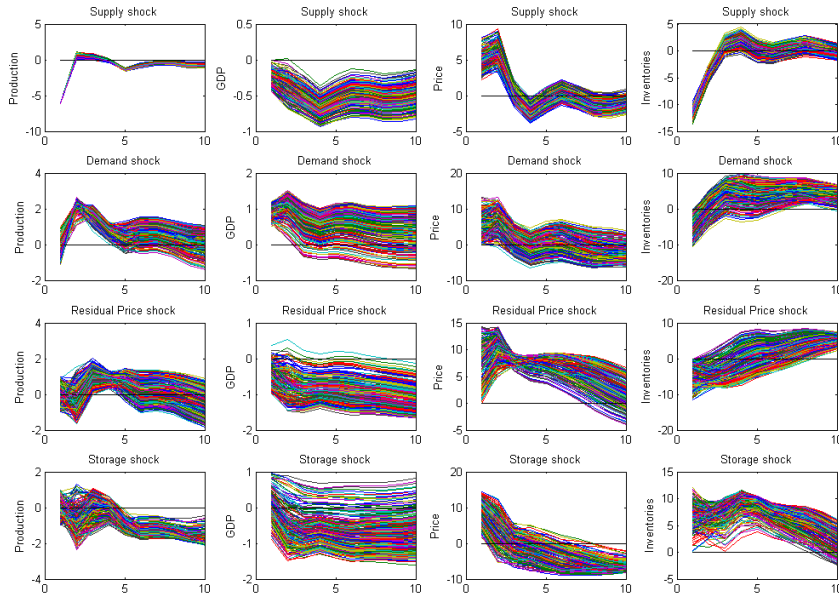 Supply shock Supply shock Supply shock Supply shock
5 0 -5 -10 Production 0 5 10
0.5 0 -0.5 -1 GDP 0 5 10
10 5 0 -5 Price 0 5 10
5 0 -5 -10 -15 Inventories 0 5 10
Demand shock Demand shock Demand shock Demand shock
4 2 0 -2 Production 0 5 10
2 1 0 -1 GDP 0 5 10
20 10 0 -10 Price 0 5 10
10 0 -10 -20 Inventories 0 5 10
Residual Price shock Residual Price shock Residual Price shock Residual Price shock
4 2 0 -2 Production 0 5 10
1 0 -1 -2 GDP 0 5 10
15 10 5 0 -5 Price 0 5 10
10 0 -10 -20 Inventories 0 5 10
Storage shock Storage shock Storage shock Storage shock
2 0 -2 -4 Production 0 5 10
1 0 -1 -2 GDP 0 5 10
20 10 0 -10 Price 0 5 10
15 10 5 0 -5 Inventories 0 5 10